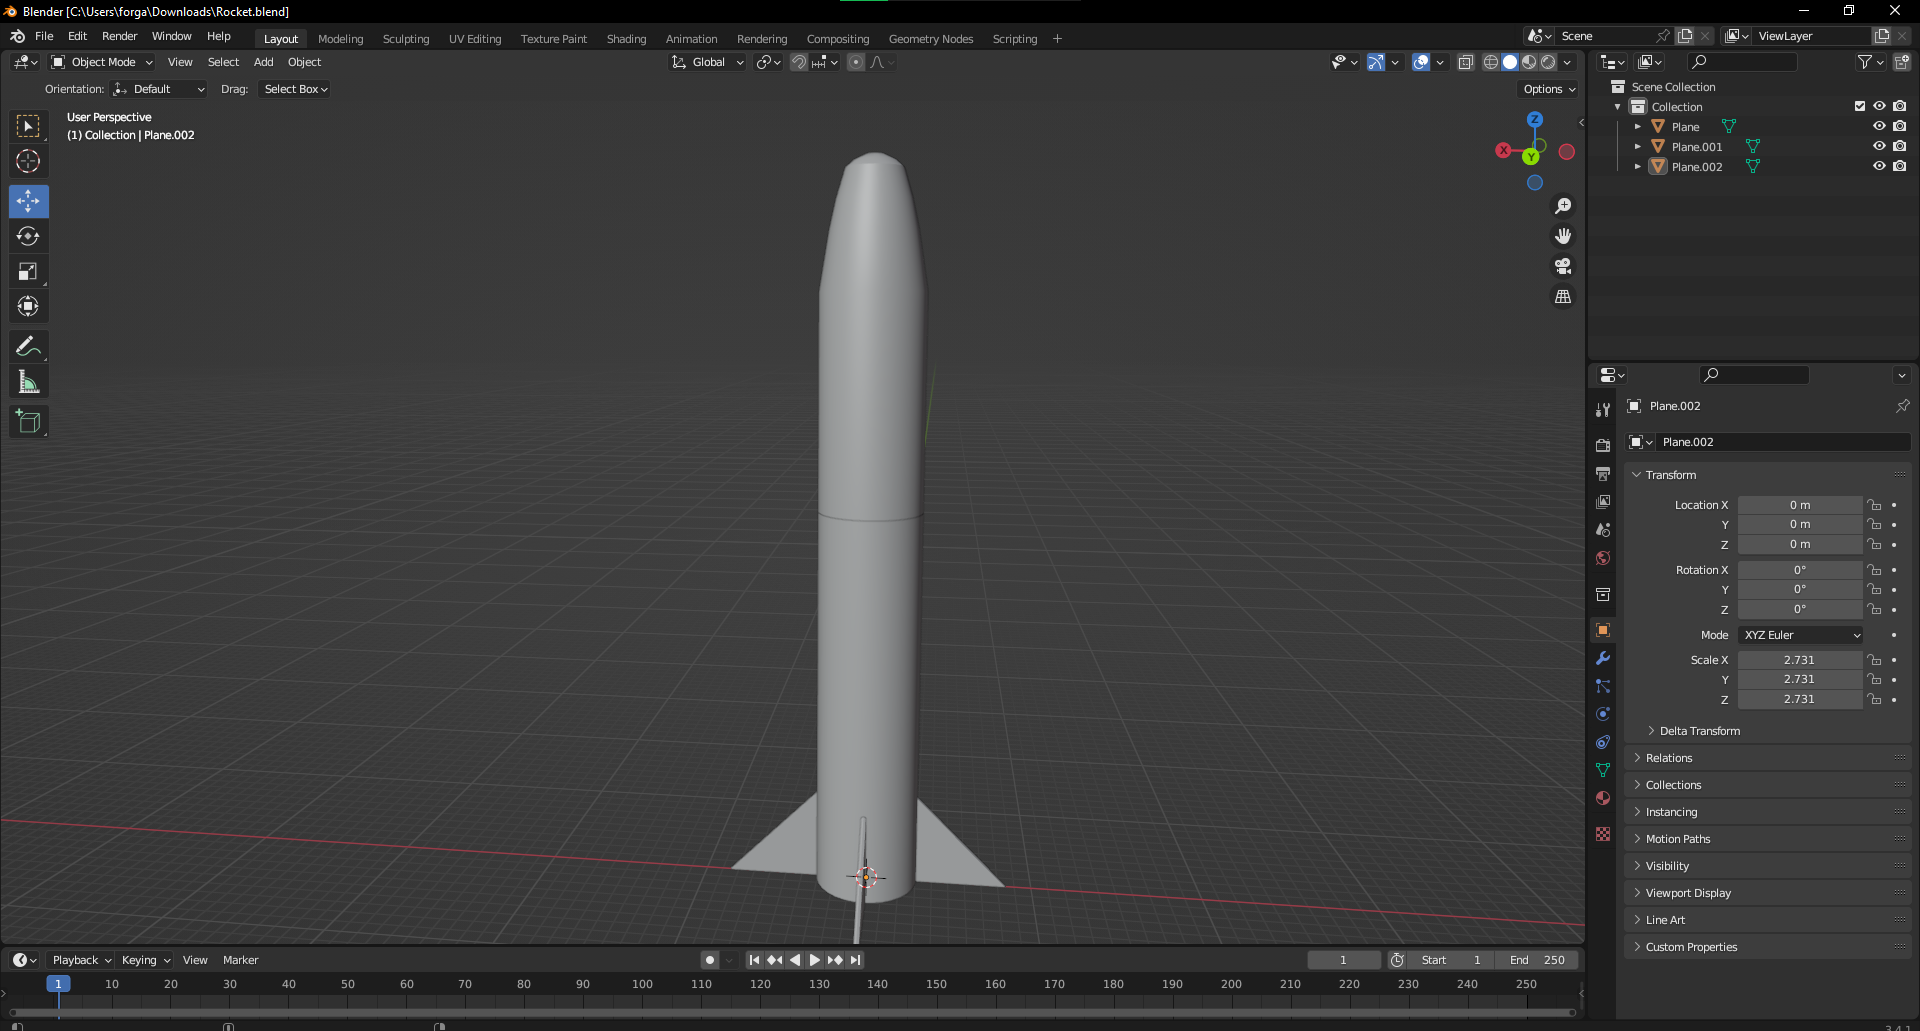 Blender [C:\Users\forga\Downloads\Rocket.blend]
File Edit Render Window Help Layout Modeling Sculpting UV Editing Texture Paint Shading Animation Rendering Compositing Geometry Nodes Scripting + Scene ViewLayer
Object Mode View Select Add Object Global
Orientation: Default Drag: Select Box Options
User Perspective
(1) Collection | Plane.002
Z
X
Y
Scene Collection
Collection
Plane
Plane.001
Plane.002
Plane.002
Plane.002
Transform
Location X 0 m
Y 0 m
Z 0 m
Rotation X 0°
Y 0°
Z 0°
Mode XYZ Euler
Scale X 2.731
Y 2.731
Z 2.731
Delta Transform
Relations
Collections
Instancing
Motion Paths
Visibility
Viewport Display
Line Art
Custom Properties
Playback Keying View Marker 1 Start 1 End 250
1 10 20 30 40 50 60 70 80 90 100 110 120 130 140 150 160 170 180 190 200 210 220 230 240 250
3.4.1